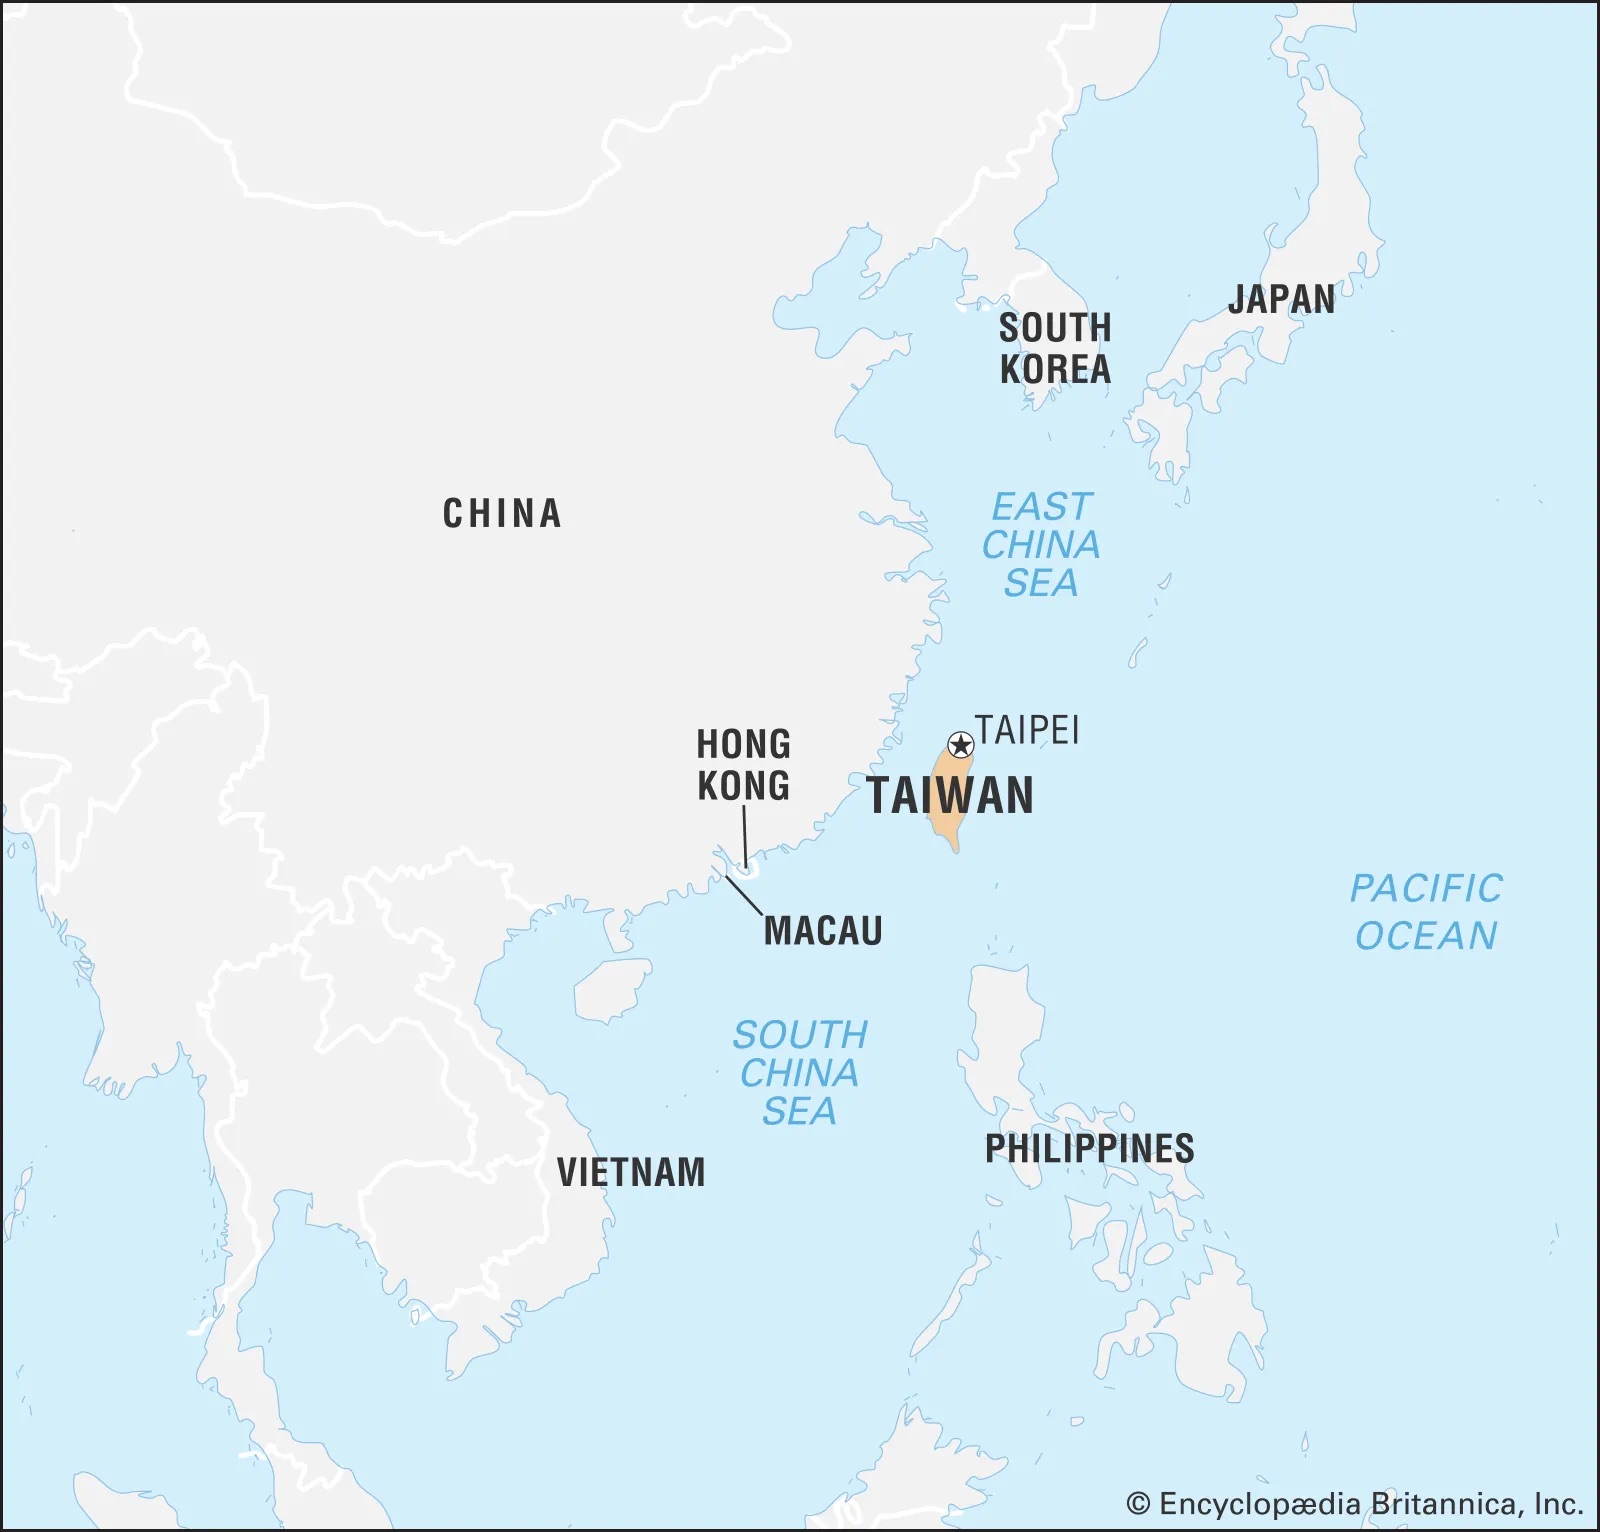 JAPAN
SOUTH
KOREA
CHINA
EAST
CHINA
SEA
TAIPEI
HONG
KONG
TAIWAN
PACIFIC
OCEAN
MACAU
SOUTH
CHINA
SEA
PHILIPPINES
VIETNAM
© Encyclopædia Britannica, Inc.